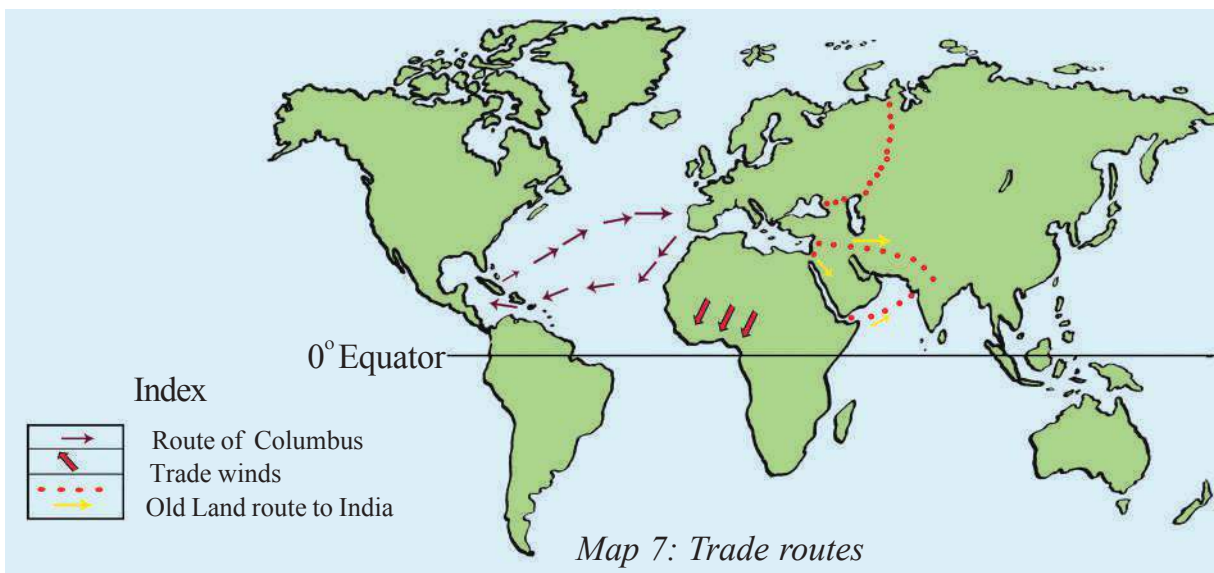 0° Equator
Index
Route of Columbus
Trade winds
Old Land route to India
Map 7: Trade routes